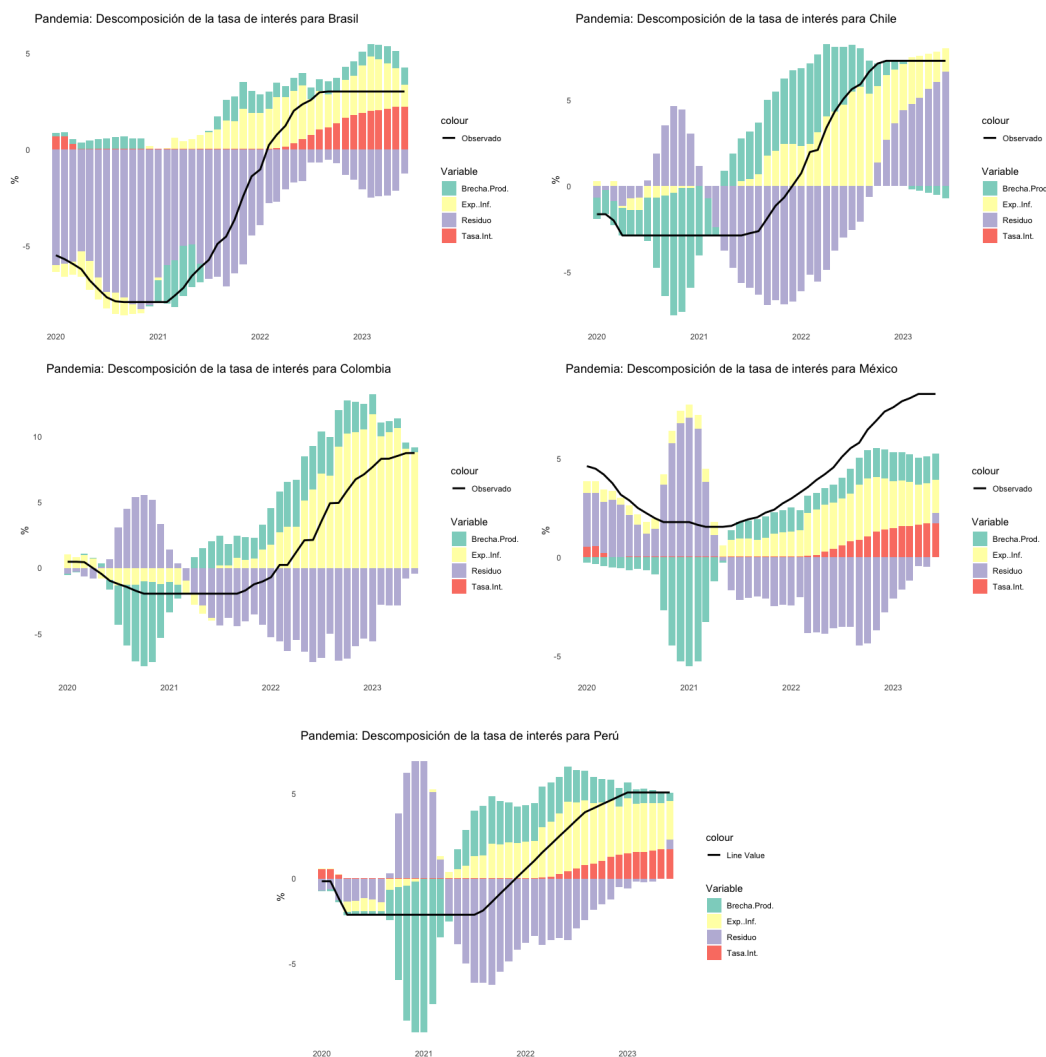 Pandemia: Descomposición de la tasa de interés para Brasil
5
0
-5
%
2020
2021
2022
2023
colour
Observado
Variable
Brecha.Prod.
Exp..Inf.
Residuo
Tasa.Int.
Pandemia: Descomposición de la tasa de interés para Chile
5
0
-5
%
2020
2021
2022
2023
colour
Observado
Variable
Brecha.Prod
Exp..Inf.
Residuo
Tasa.Int.
Pandemia: Descomposición de la tasa de interés para Colombia
10
5
0
-5
%
2020
2021
2022
2023
colour
Observado
Variable
Brecha.Prod.
Exp..Inf.
Residuo
Tasa.Int.
Pandemia: Descomposición de la tasa de interés para México
5
0
-5
%
2020
2021
2022
2023
colour
Observado
Variable
Brecha.Prod.
Exp..Inf.
Residuo
Tasa.Int.
Pandemia: Descomposición de la tasa de interés para Perú
5
0
-5
%
2020
2021
2022
2023
colour
Line Value
Variable
Brecha.Prod.
Exp..Inf.
Residuo
Tasa.Int.